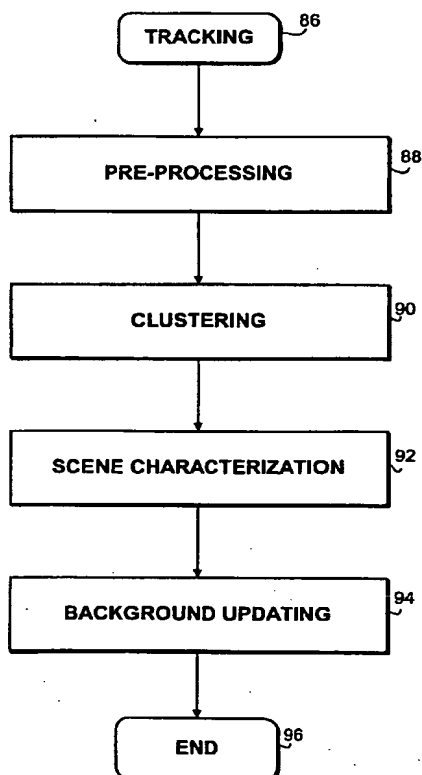 TRACKING
86
PRE-PROCESSING
88
CLUSTERING
90
SCENE CHARACTERIZATION
92
BACKGROUND UPDATING
94
END
96